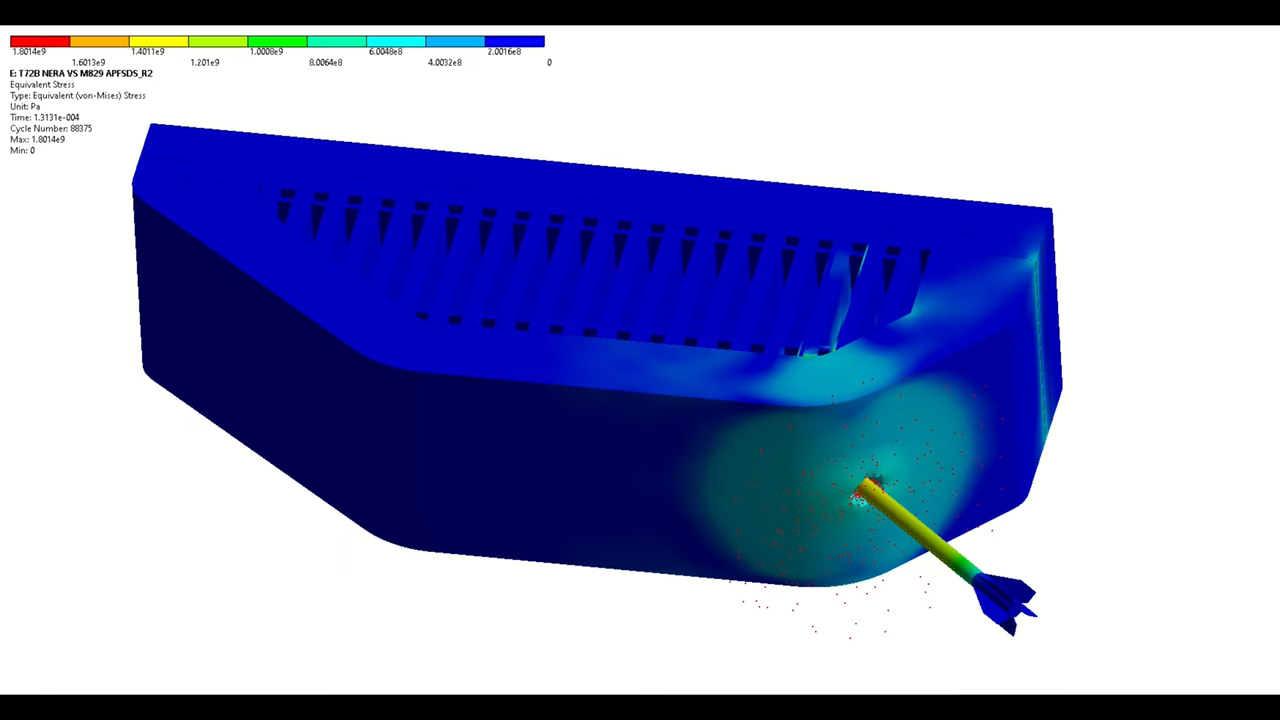 1.8014e9 1.4011e9 1.0008e9 6.0048e8 2.0016e8
1.6013e9 1.201e9 8.0064e8 4.0032e8 0
E: T72B NERA VS M829 APFSDS_R2
Equivalent Stress
Type: Equivalent (von-Mises) Stress
Unit: Pa
Time: 1.3131e-004
Cycle Number: 88375
Max: 1.8014e9
Min: 0